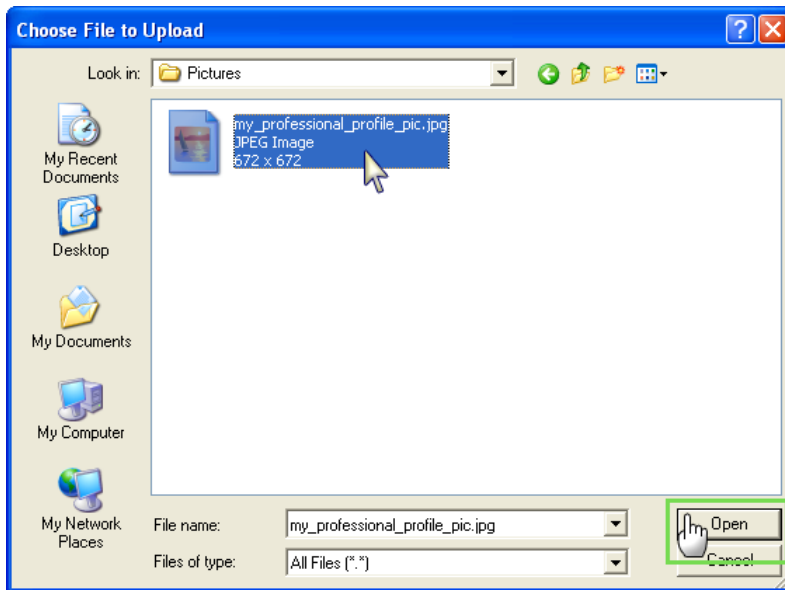 Choose File to Upload
Look in: Pictures
my_professional_profile_pic.jpg
JPEG Image
672 x 672
My Recent
Documents
Desktop
My Documents
My Computer
My Network
Places
File name: my_professional_profile_pic.jpg
Open
Files of type: All Files (*.*)
Cancel